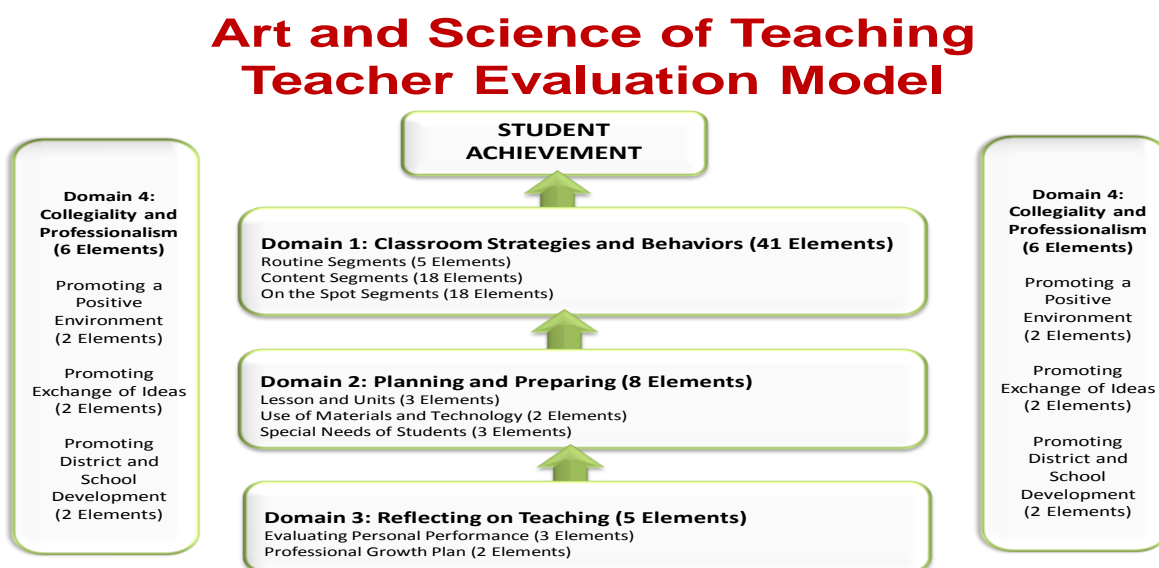 Art and Science of Teaching
Teacher Evaluation Model
STUDENT
ACHIEVEMENT
Domain 4:
Collegiality and
Professionalism
(6 Elements)
Promoting a
Positive
Environment
(2 Elements)
Promoting
Exchange of Ideas
(2 Elements)
Promoting
District and
School
Development
(2 Elements)
Domain 1: Classroom Strategies and Behaviors (41 Elements)
Routine Segments (5 Elements)
Content Segments (18 Elements)
On the Spot Segments (18 Elements)
Domain 2: Planning and Preparing (8 Elements)
Lesson and Units (3 Elements)
Use of Materials and Technology (2 Elements)
Special Needs of Students (3 Elements)
Domain 3: Reflecting on Teaching (5 Elements)
Evaluating Personal Performance (3 Elements)
Professional Growth Plan (2 Elements)
Domain 4:
Collegiality and
Professionalism
(6 Elements)
Promoting a
Positive
Environment
(2 Elements)
Promoting
Exchange of Ideas
(2 Elements)
Promoting
District and
School
Development
(2 Elements)